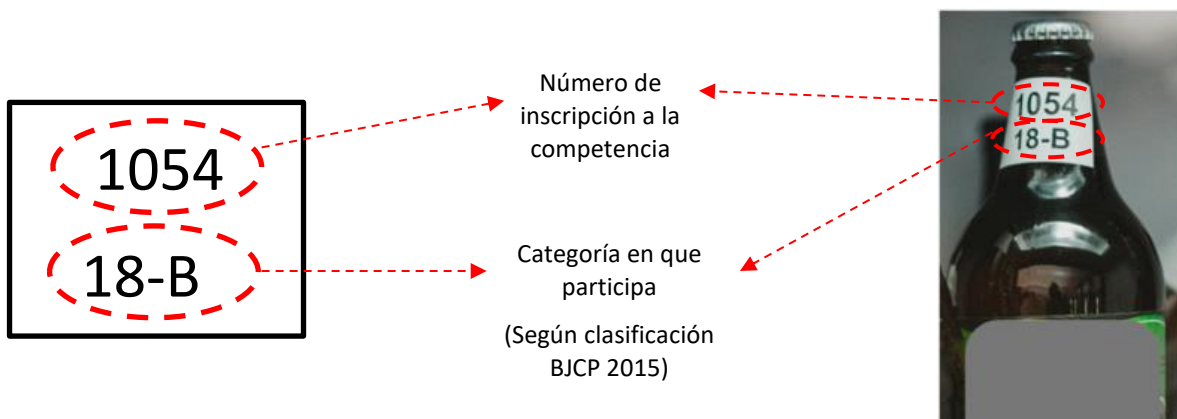 1054
18-B
Número de
inscripción a la
competencia
Categoría en que
participa
(Según clasificación
BJCP 2015)
1054
18-B